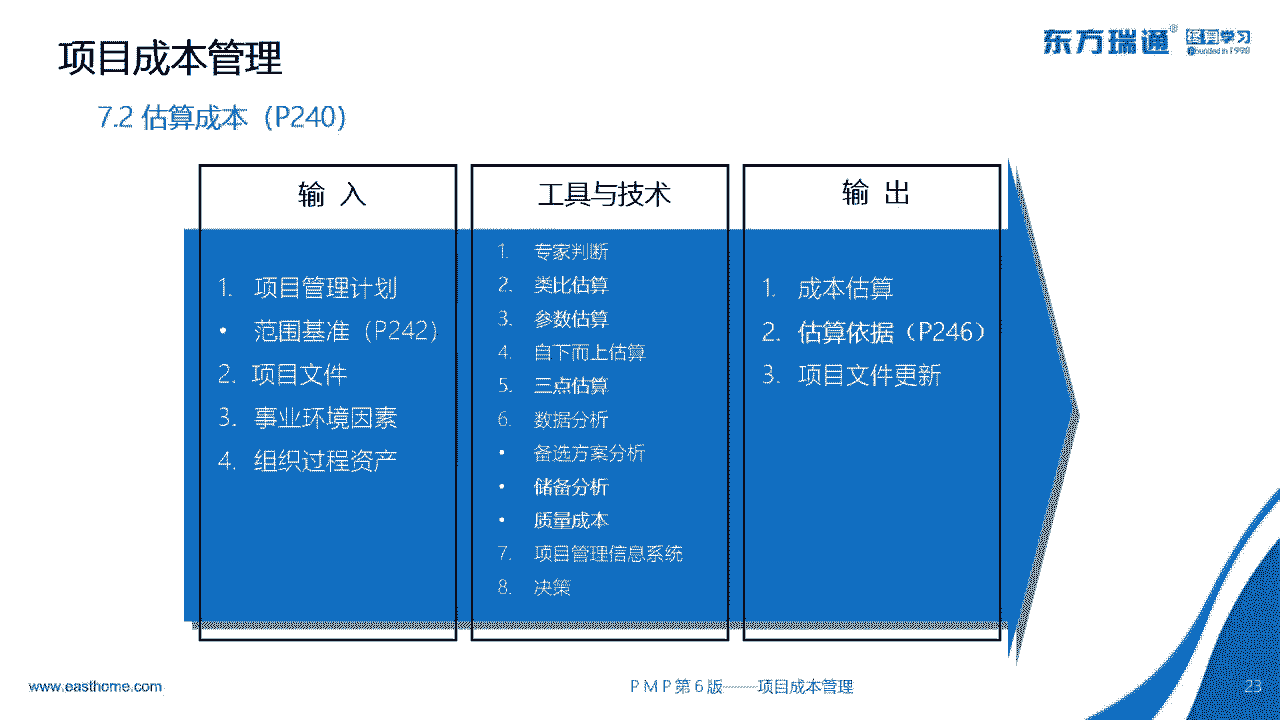 项目成本管理
东方瑞通® 终身学习
Founded in 1998
7.2 估算成本（P240）
输 入
1. 项目管理计划
• 范围基准（P242）
2. 项目文件
3. 事业环境因素
4. 组织过程资产
工具与技术
1. 专家判断
2. 类比估算
3. 参数估算
4. 自下而上估算
5. 三点估算
6. 数据分析
• 备选方案分析
• 储备分析
• 质量成本
7. 项目管理信息系统
8. 决策
输 出
1. 成本估算
2. 估算依据（P246）
3. 项目文件更新
www.easthome.com
P M P 第 6 版——项目成本管理
23